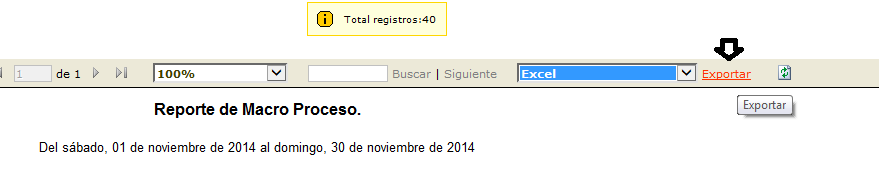 Total registros:40
1 de 1 100% Buscar | Siguiente Excel Exportar
Exportar
Reporte de Macro Proceso.
Del sábado, 01 de noviembre de 2014 al domingo, 30 de noviembre de 2014